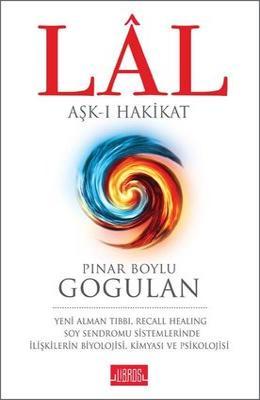 LÂL
AŞK-I HAKİKAT
PINAR BOYLU
GOGULAN
YENİ ALMAN TIBBI, RECALL HEALING
SOY SENDROMU SİSTEMLERİNDE
İLİŞKİLERİN BİYOLOJİSİ, KİMYASI VE PSİKOLOJİSİ
LIBROS